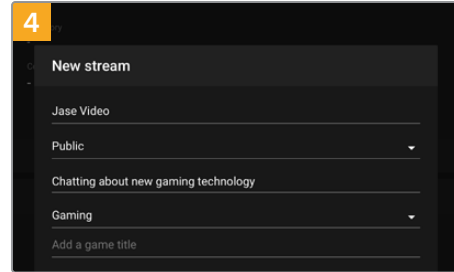 4
New stream
Jase Video
Public
Chatting about new gaming technology
Gaming
Add a game title